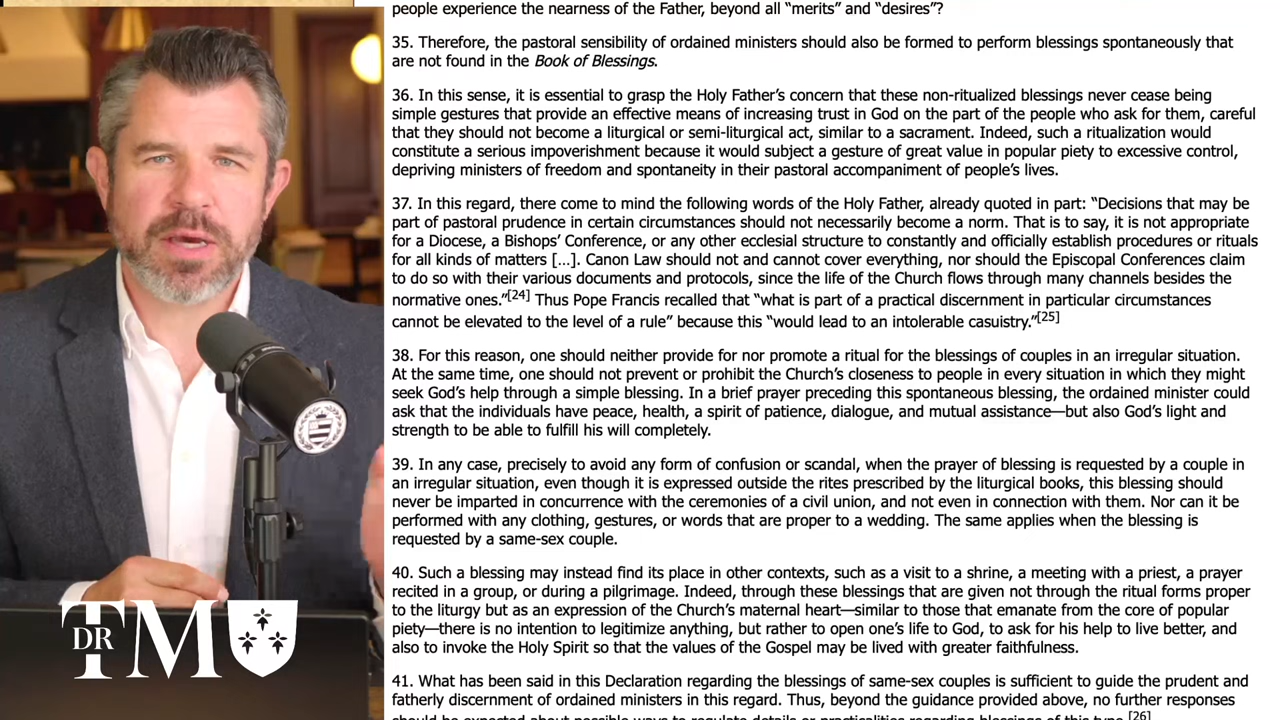 people experience the nearness of the Father, beyond all “merits” and “desires”?
35. Therefore, the pastoral sensibility of ordained ministers should also be formed to perform blessings spontaneously that
are not found in the Book of Blessings.
36. In this sense, it is essential to grasp the Holy Father’s concern that these non-ritualized blessings never cease being
simple gestures that provide an effective means of increasing trust in God on the part of the people who ask for them, careful
that they should not become a liturgical or semi-liturgical act, similar to a sacrament. Indeed, such a ritualization would
constitute a serious impoverishment because it would subject a gesture of great value in popular piety to excessive control,
depriving ministers of freedom and spontaneity in their pastoral accompaniment of people’s lives.
37. In this regard, there come to mind the following words of the Holy Father, already quoted in part: “Decisions that may be
part of pastoral prudence in certain circumstances should not necessarily become a norm. That is to say, it is not appropriate
for a Diocese, a Bishops’ Conference, or any other ecclesial structure to constantly and officially establish procedures or rituals
for all kinds of matters […]. Canon Law should not and cannot cover everything, nor should the Episcopal Conferences claim
to do so with their various documents and protocols, since the life of the Church flows through many channels besides the
normative ones.”[24] Thus Pope Francis recalled that “what is part of a practical discernment in particular circumstances
cannot be elevated to the level of a rule” because this “would lead to an intolerable casuistry.”[25]
38. For this reason, one should neither provide for nor promote a ritual for the blessings of couples in an irregular situation.
At the same time, one should not prevent or prohibit the Church’s closeness to people in every situation in which they might
seek God’s help through a simple blessing. In a brief prayer preceding this spontaneous blessing, the ordained minister could
ask that the individuals have peace, health, a spirit of patience, dialogue, and mutual assistance—but also God’s light and
strength to be able to fulfill his will completely.
39. In any case, precisely to avoid any form of confusion or scandal, when the prayer of blessing is requested by a couple in
an irregular situation, even though it is expressed outside the rites prescribed by the liturgical books, this blessing should
never be imparted in concurrence with the ceremonies of a civil union, and not even in connection with them. Nor can it be
performed with any clothing, gestures, or words that are proper to a wedding. The same applies when the blessing is
requested by a same-sex couple.
40. Such a blessing may instead find its place in other contexts, such as a visit to a shrine, a meeting with a priest, a prayer
recited in a group, or during a pilgrimage. Indeed, through these blessings that are given not through the ritual forms proper
to the liturgy but as an expression of the Church’s maternal heart—similar to those that emanate from the core of popular
piety—there is no intention to legitimize anything, but rather to open one’s life to God, to ask for his help to live better, and
also to invoke the Holy Spirit so that the values of the Gospel may be lived with greater faithfulness.
41. What has been said in this Declaration regarding the blessings of same-sex couples is sufficient to guide the prudent and
fatherly discernment of ordained ministers in this regard. Thus, beyond the guidance provided above, no further responses
should be expected about possible ways to regulate details or practicalities regarding blessings of this type.[26]
DR TM